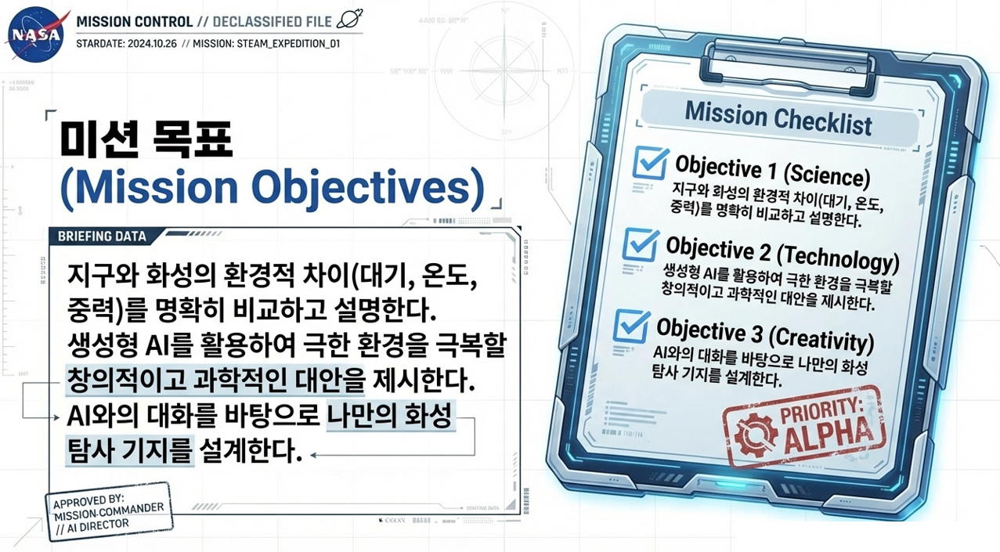 NASA
MISSION CONTROL // DECLASSIFIED FILE
STARDATE: 2024.10.26 // MISSION: STEAM_EXPEDITION_01
미션 목표
(Mission Objectives)
BRIEFING DATA
지구와 화성의 환경적 차이(대기, 온도,
중력)를 명확히 비교하고 설명한다.
생성형 AI를 활용하여 극한 환경을 극복할
창의적이고 과학적인 대안을 제시한다.
AI와의 대화를 바탕으로 나만의 화성
탐사 기지를 설계한다.
APPROVED BY:
MISSION-COMMANDER
// AI DIRECTOR
Mission Checklist
Objective 1 (Science)
지구와 화성의 환경적 차이(대기, 온도,
중력)를 명확히 비교하고 설명한다.
Objective 2 (Technology)
생성형 AI를 활용하여 극한 환경을 극복할
창의적이고 과학적인 대안을 제시한다.
Objective 3 (Creativity)
AI와의 대화를 바탕으로 나만의 화성
탐사 기지를 설계한다.
PRIORITY:
ALPHA